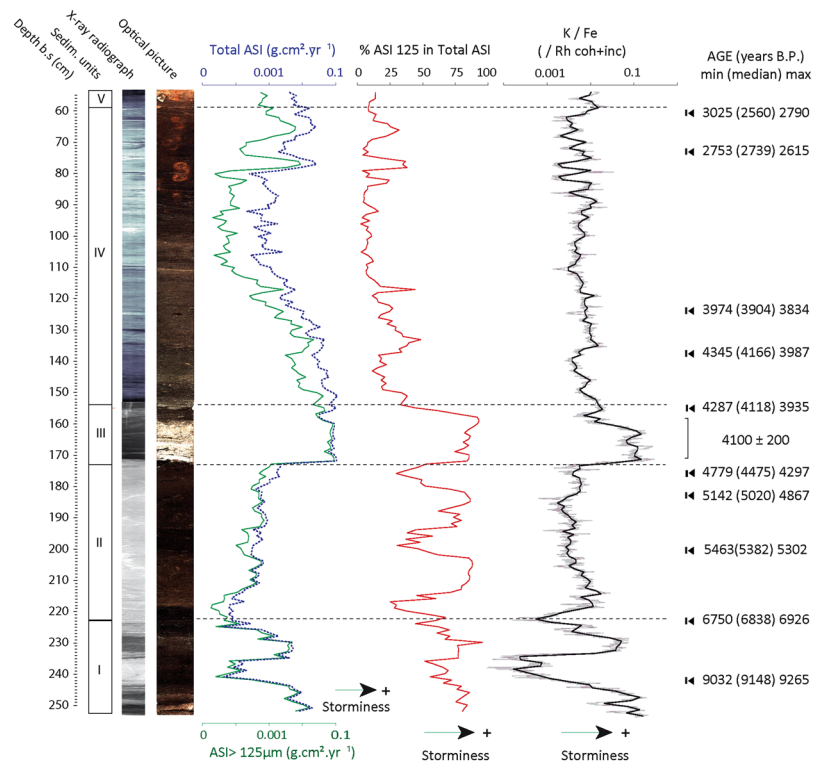 Depth b.s (cm)
Sedim. units
X-ray radiograph
Optical picture
Total ASI (g.cm².yr ⁻¹)
0 0.001 0.1
% ASI 125 in Total ASI
0 25 50 75 100
K / Fe
(/ Rh coh+inc)
0.001 0.1
AGE (years B.P.)
min (median) max
V
60
3025 (2560) 2790
70
2753 (2739) 2615
80
90
100
IV
110
120
3974 (3904) 3834
130
140
4345 (4166) 3987
150
4287 (4118) 3935
160
III
4100 ± 200
170
4779 (4475) 4297
180
5142 (5020) 4867
190
II
200
5463(5382) 5302
210
220
6750 (6838) 6926
230
I
240
9032 (9148) 9265
250
+
Storminess
0 0.001 0.1
ASI> 125µm (g.cm².yr ⁻¹)
+
Storminess
+
Storminess